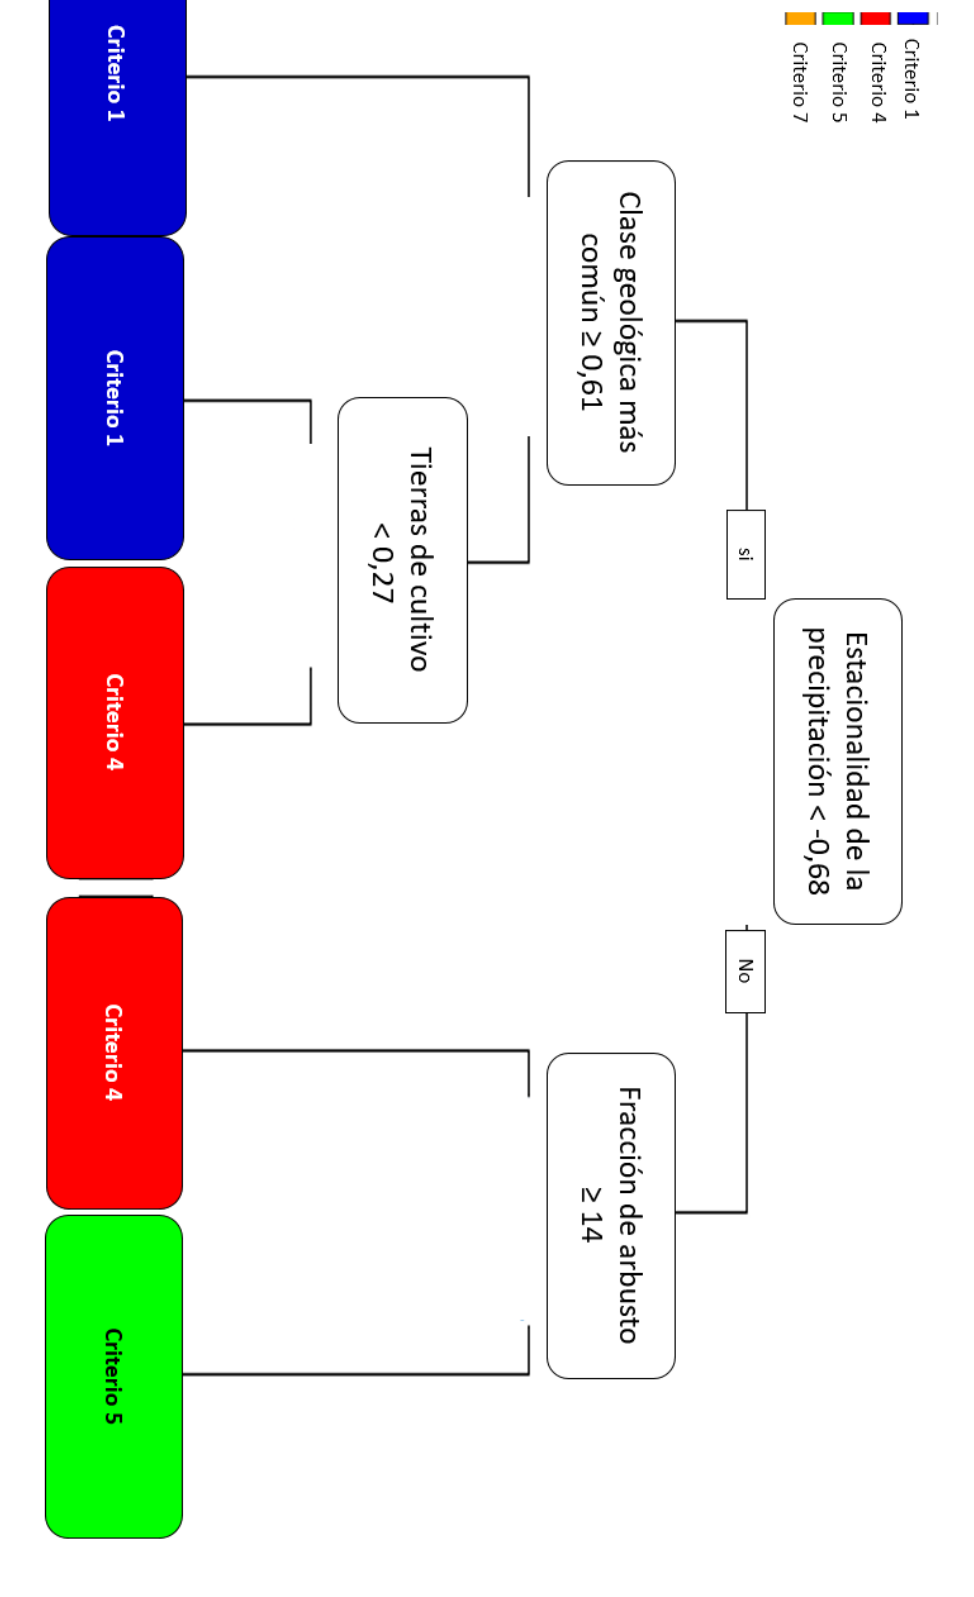 Criterio 1
Criterio 4
Criterio 5
Criterio 7
Estacionalidad de la
precipitación < -0,68
si
No
Clase geológica más
común ≥ 0,61
Fracción de arbusto
≥ 14
Tierras de cultivo
< 0,27
Criterio 1
Criterio 1
Criterio 4
Criterio 4
Criterio 5